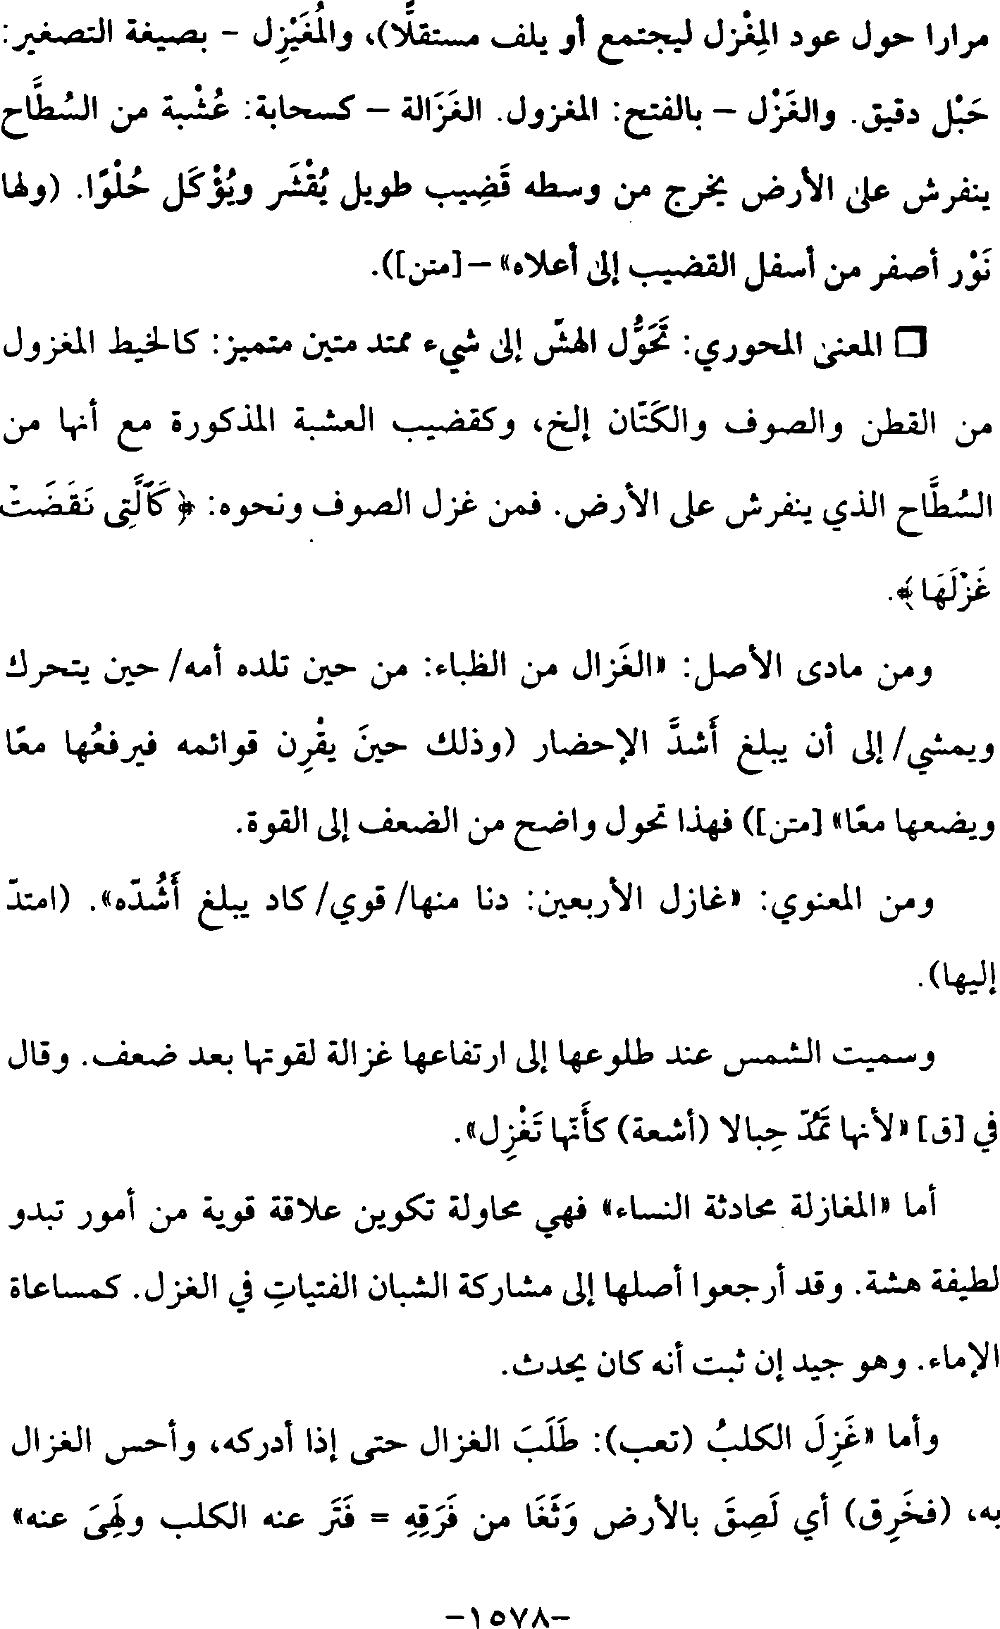 مرارا حول عود المِغْزل ليجتمع أو يلف مستقلًّا)، والمُغَيْزِل – بصيغة التصغير:
حَبْل دقيق. والغَزْل – بالفتح: المغزول. الغَزَالة – كسحابة: عُشْبة من السُطَّاح
ينفرش على الأرض يخرج من وسطه قَضِيب طويل يُقْشَر ويُؤْكَل حُلْوًا. (ولها
نَوْر أصفر من أسفل القضيب إلى أعلاه» – [متن]).
□ المعنى المحوري: تَحَوُّل الهشّ إلى شيء ممتد متين متميز: كالخيط المغزول
من القطن والصوف والكَتّان إلخ، وكقضيب العشبة المذكورة مع أنها من
السُطَّاح الذي ينفرش على الأرض. فمن غزل الصوف ونحوه: ﴿كَٱلَّتِى نَقَضَتْ
غَزْلَهَا﴾.
ومن مادى الأصل: «الغَزال من الظباء: من حين تلده أمه/ حين يتحرك
ويمشي/ إلى أن يبلغ أَشدَّ الإحضار (وذلك حينَ يقْرِن قوائمه فيرفعُها معًا
ويضعها معًا» [متن]) فهذا تحول واضح من الضعف إلى القوة.
ومن المعنوي: «غازل الأربعين: دنا منها/ قوي/ كاد يبلغ أَشُدّه». (امتدّ
إليها).
وسميت الشمس عند طلوعها إلى ارتفاعها غزالة لقوتها بعد ضعف. وقال
في [ق] «لأنها تَمُدّ حِبالا (أشعة) كأَنّها تَغْزِل».
أما «المغازلة محادثة النساء» فهي محاولة تكوين علاقة قوية من أمور تبدو
لطيفة هشة. وقد أرجعوا أصلها إلى مشاركة الشبان الفتياتِ في الغزل. كمساعاة
الإماء. وهو جيد إن ثبت أنه كان يحدث.
وأما «غَزِلَ الكلبُ (تعب): طَلَبَ الغزال حتى إذا أدركه، وأحس الغزال
به، (فخَرِق) أي لَصِقَ بالأرض وَثَغَا من فَرَقِهِ = فَتَر عنه الكلب ولَهِىَ عنه»
–١٥٧٨–